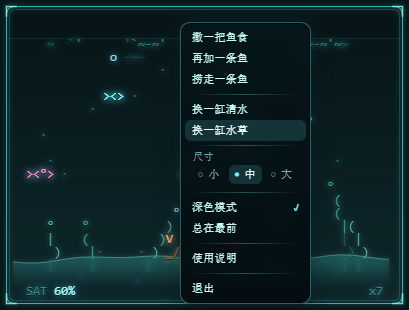 撒一把鱼食
再加一条鱼
捞走一条鱼
换一缸清水
换一缸水草
尺寸
小 中 大
深色模式 ✓
总在最前
使用说明
退出
SAT 60% x7